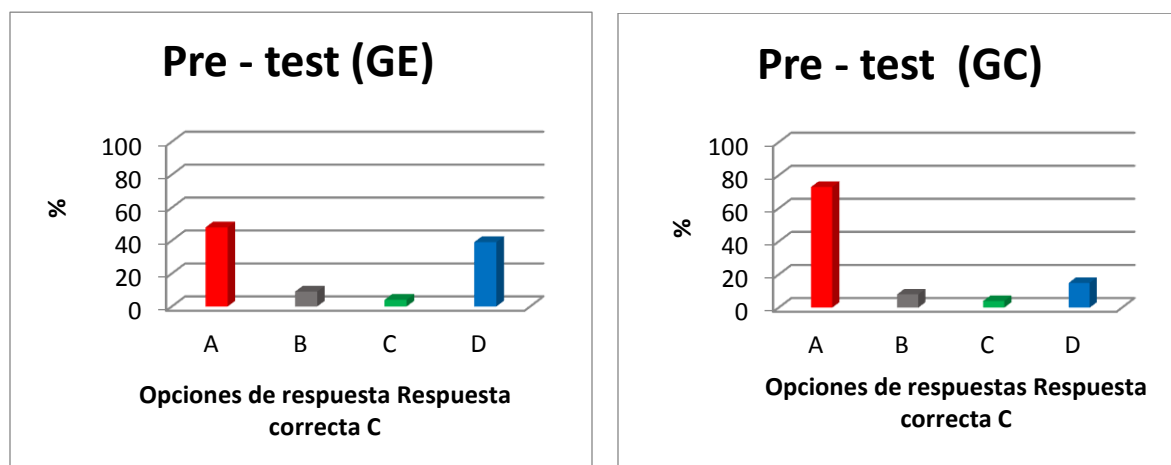 Pre - test (GE)
100
80
60
40
20
0
%
A B C D
Opciones de respuesta Respuesta
correcta C
Pre - test (GC)
100
80
60
40
20
0
%
A B C D
Opciones de respuestas Respuesta
correcta C